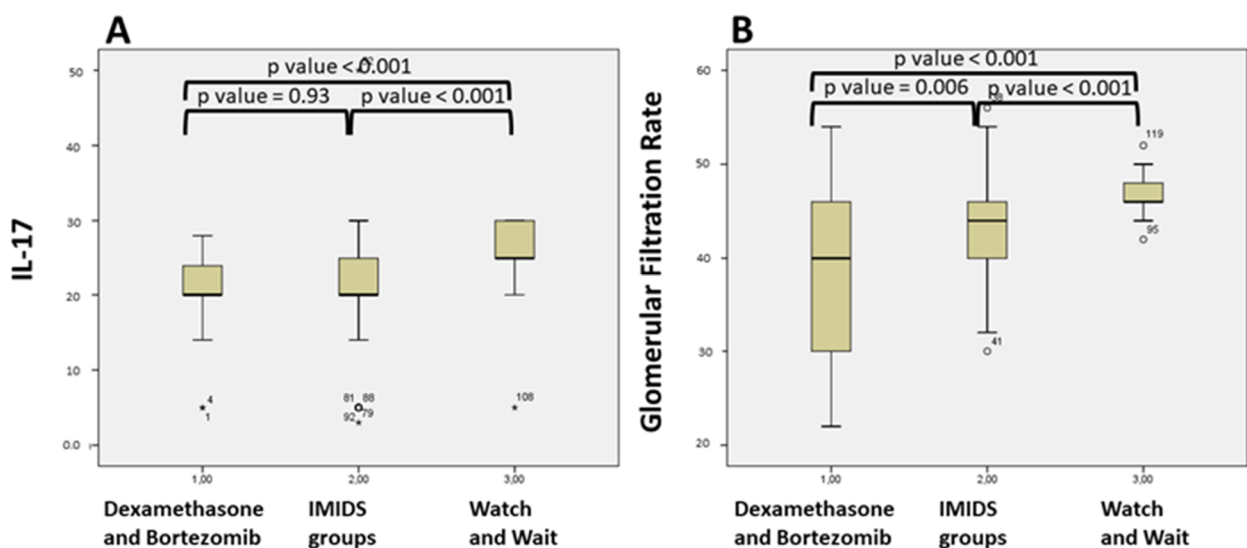 A
IL-17
50
40
30
20
10
0.0
p value < 0.001
p value = 0.93
p value < 0.001
4
1
81
88
92
79
108
1,00
2,00
3,00
Dexamethasone
and Bortezomib
IMIDS
groups
Watch
and Wait
B
Glomerular Filtration Rate
60
50
40
30
20
p value < 0.001
p value = 0.006
p value < 0.001
41
119
95
1,00
2,00
3,00
Dexamethasone
and Bortezomib
IMIDS
groups
Watch
and Wait